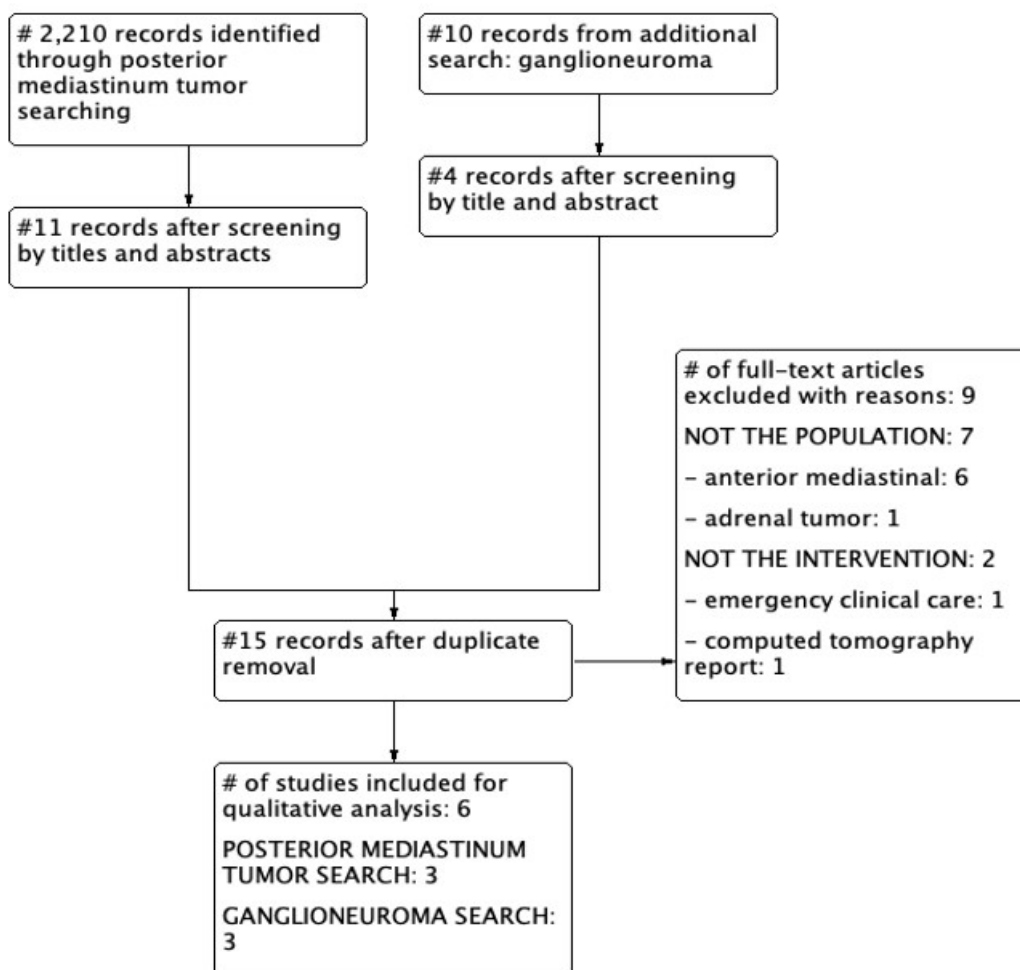 # 2,210 records identified
through posterior
mediastinum tumor
searching
#10 records from additional
search: ganglioneuroma
#11 records after screening
by titles and abstracts
#4 records after screening
by title and abstract
# of full-text articles
excluded with reasons: 9
NOT THE POPULATION: 7
- anterior mediastinal: 6
- adrenal tumor: 1
NOT THE INTERVENTION: 2
- emergency clinical care: 1
- computed tomography
report: 1
#15 records after duplicate
removal
# of studies included for
qualitative analysis: 6
POSTERIOR MEDIASTINUM
TUMOR SEARCH: 3
GANGLIONEUROMA SEARCH:
3